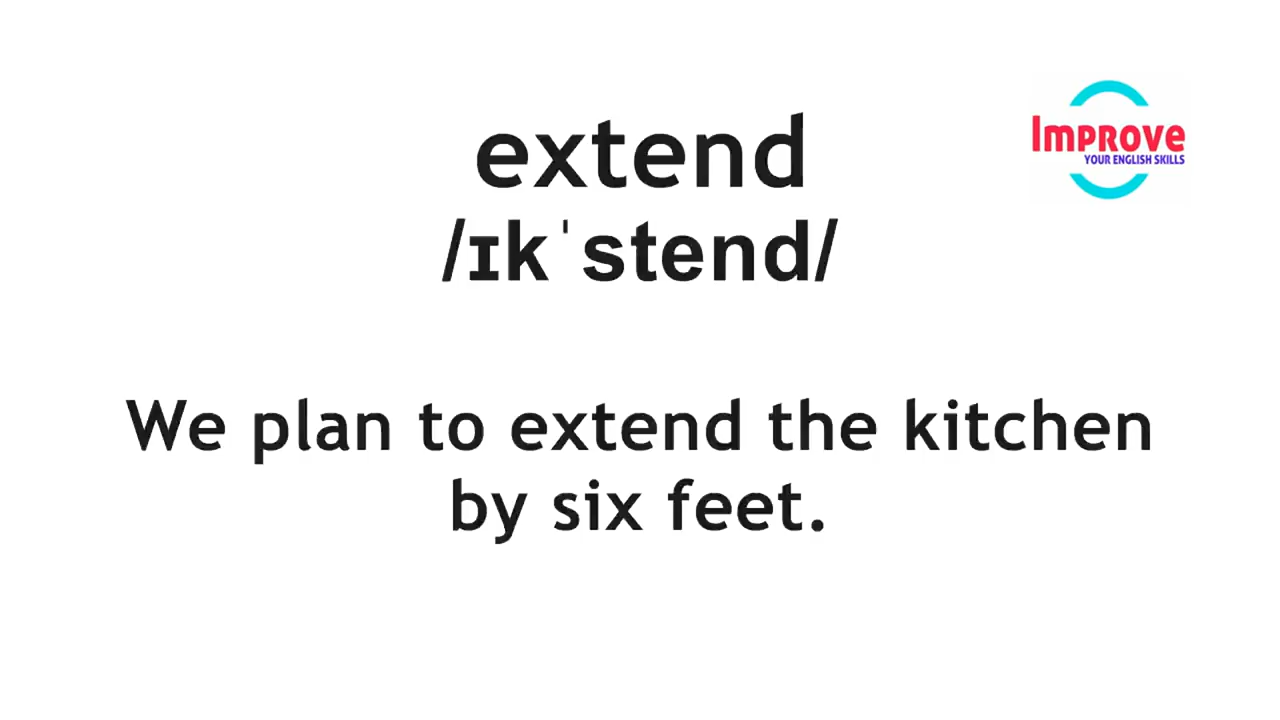 extend
/ɪkˈstend/
Improve
YOUR ENGLISH SKILLS
We plan to extend the kitchen
by six feet.